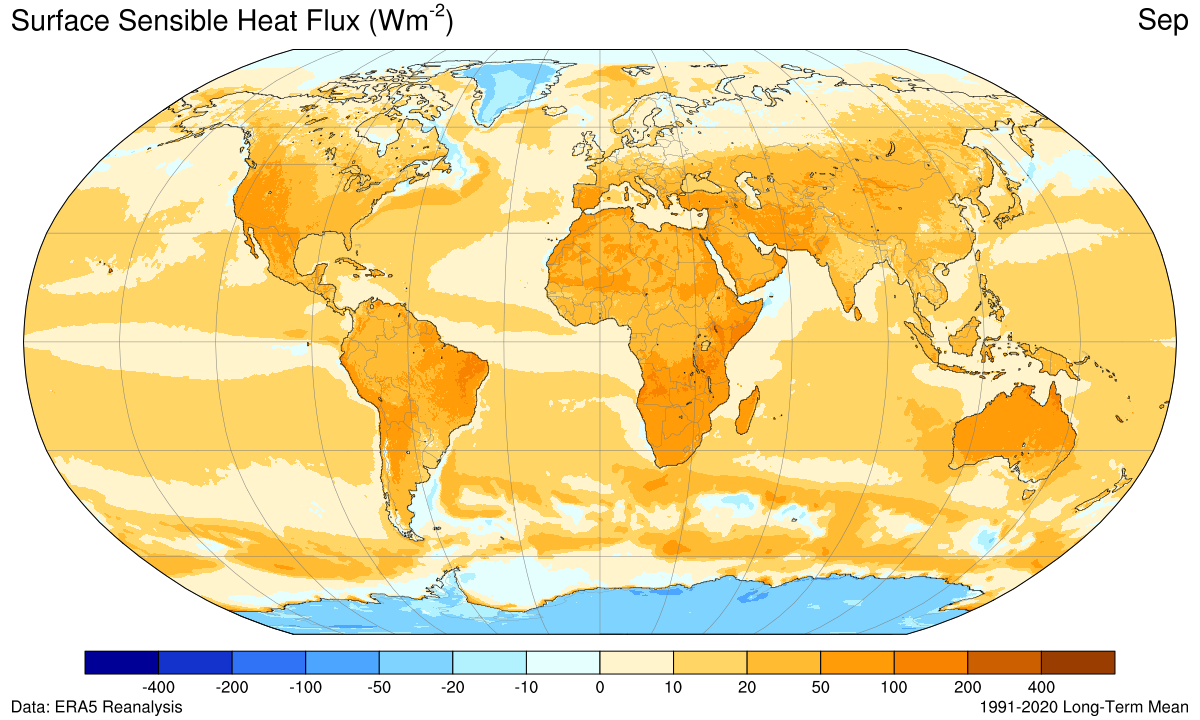 Surface Sensible Heat Flux (Wm⁻²) Sep
-400 -200 -100 -50 -20 -10 0 10 20 50 100 200 400
Data: ERA5 Reanalysis 1991-2020 Long-Term Mean